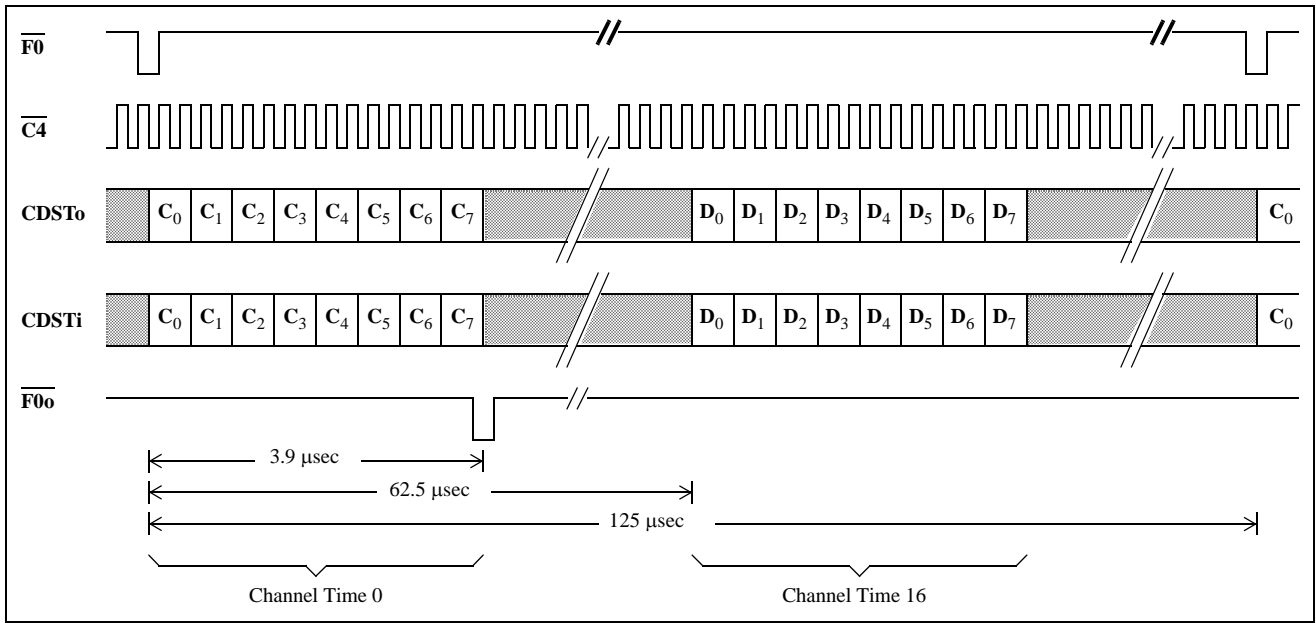 F0
C4
CDSTo C₀ C₁ C₂ C₃ C₄ C₅ C₆ C₇ D₀ D₁ D₂ D₃ D₄ D₅ D₆ D₇ C₀
CDSTi C₀ C₁ C₂ C₃ C₄ C₅ C₆ C₇ D₀ D₁ D₂ D₃ D₄ D₅ D₆ D₇ C₀
F0o
3.9 µsec
62.5 µsec
125 µsec
Channel Time 0 Channel Time 16